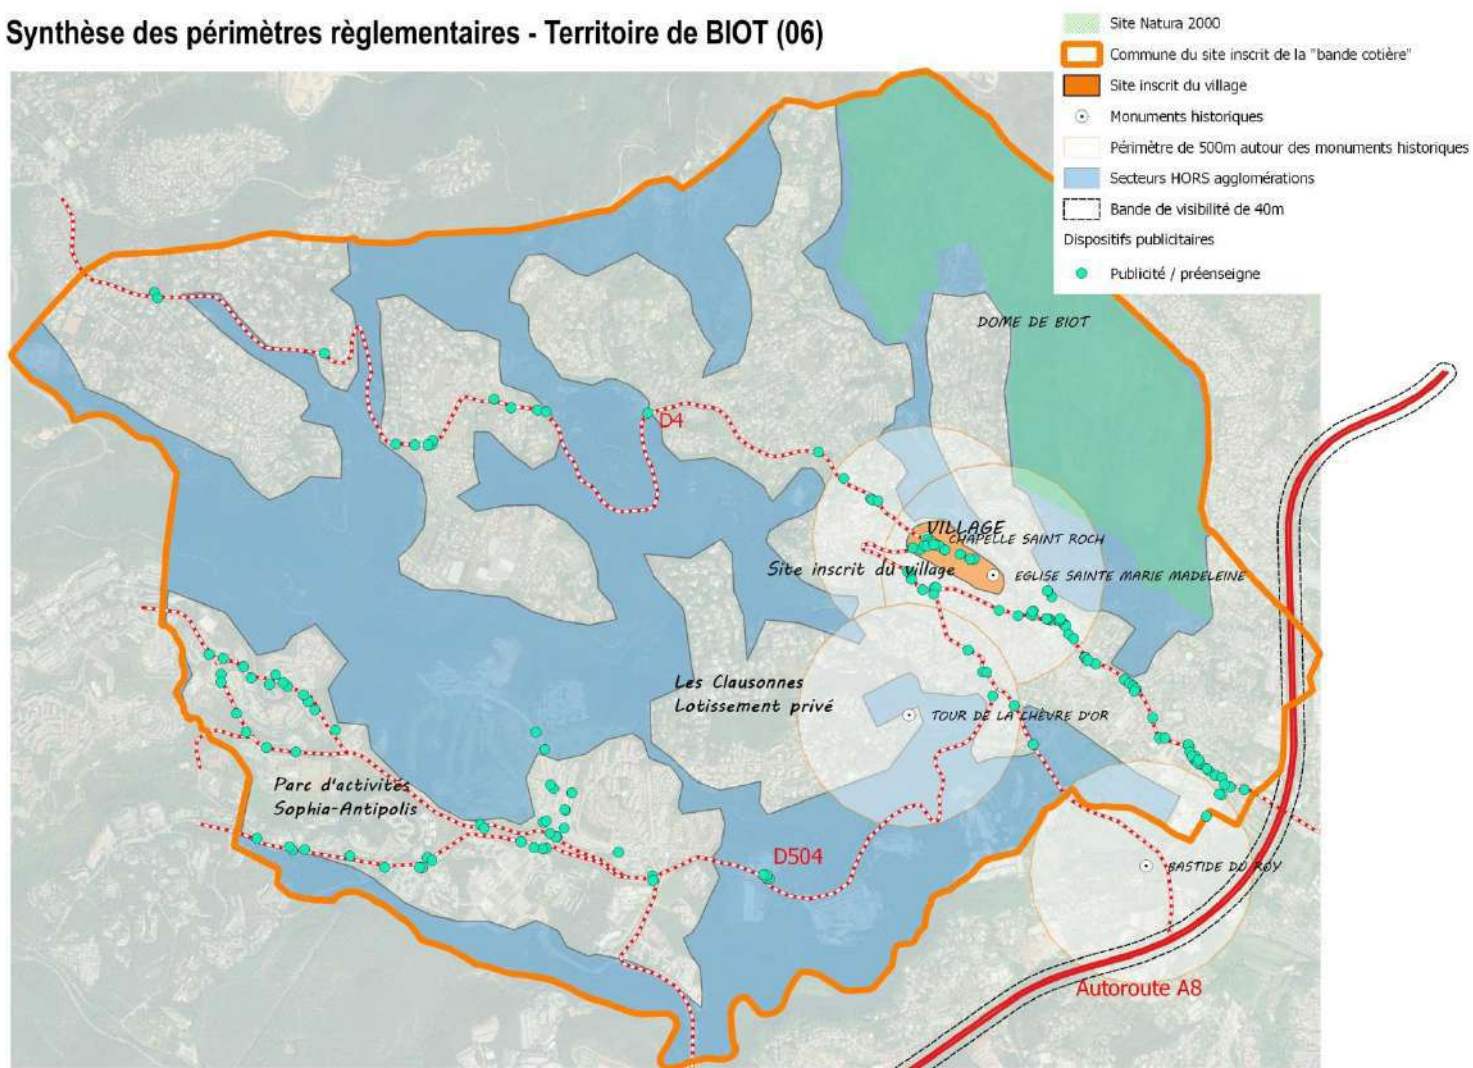 Synthèse des périmètres règlementaires - Territoire de BIOT (06)
Site Natura 2000
Commune du site inscrit de la "bande cotière"
Site inscrit du village
Monuments historiques
Périmètre de 500m autour des monuments historiques
Secteurs HORS agglomérations
Bande de visibilité de 40m
Dispositifs publicitaires
Publicité / préenseigne
DOME DE BIOT
D4
VILLAGE
CHAPELLE SAINT ROCH
Site inscrit du village
EGLISE SAINTE MARIE MADELEINE
Les Clausonnes
Lotissement privé
TOUR DE LA CHÈVRE D'OR
Parc d'activités
Sophia-Antipolis
D504
BASTIDE DU ROY
Autoroute A8